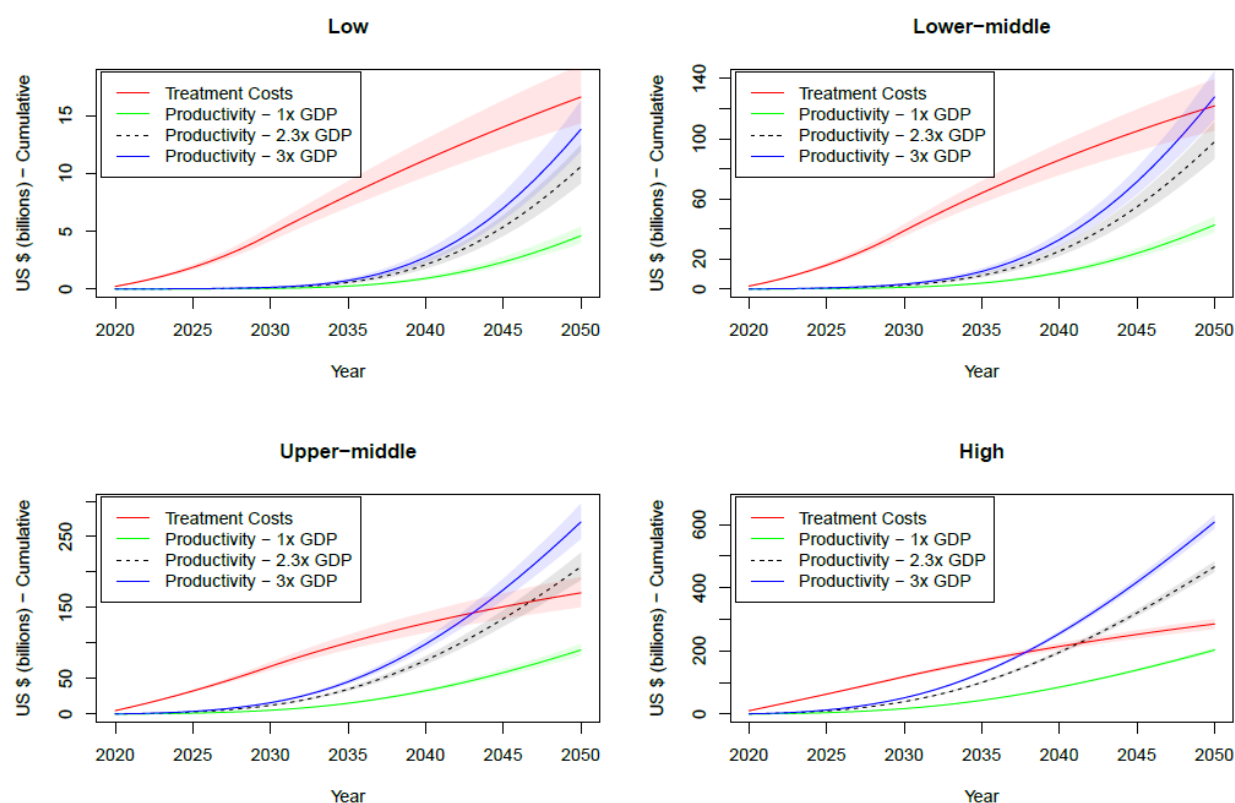 Low
US $ (billions) − Cumulative
15
10
5
0
Treatment Costs
Productivity − 1x GDP
Productivity − 2.3x GDP
Productivity − 3x GDP
2020 2025 2030 2035 2040 2045 2050
Year
Lower−middle
US $ (billions) − Cumulative
140
100
60
20
0
Treatment Costs
Productivity − 1x GDP
Productivity − 2.3x GDP
Productivity − 3x GDP
2020 2025 2030 2035 2040 2045 2050
Year
Upper−middle
US $ (billions) − Cumulative
250
150
50
0
Treatment Costs
Productivity − 1x GDP
Productivity − 2.3x GDP
Productivity − 3x GDP
2020 2025 2030 2035 2040 2045 2050
Year
High
US $ (billions) − Cumulative
600
400
200
0
Treatment Costs
Productivity − 1x GDP
Productivity − 2.3x GDP
Productivity − 3x GDP
2020 2025 2030 2035 2040 2045 2050
Year